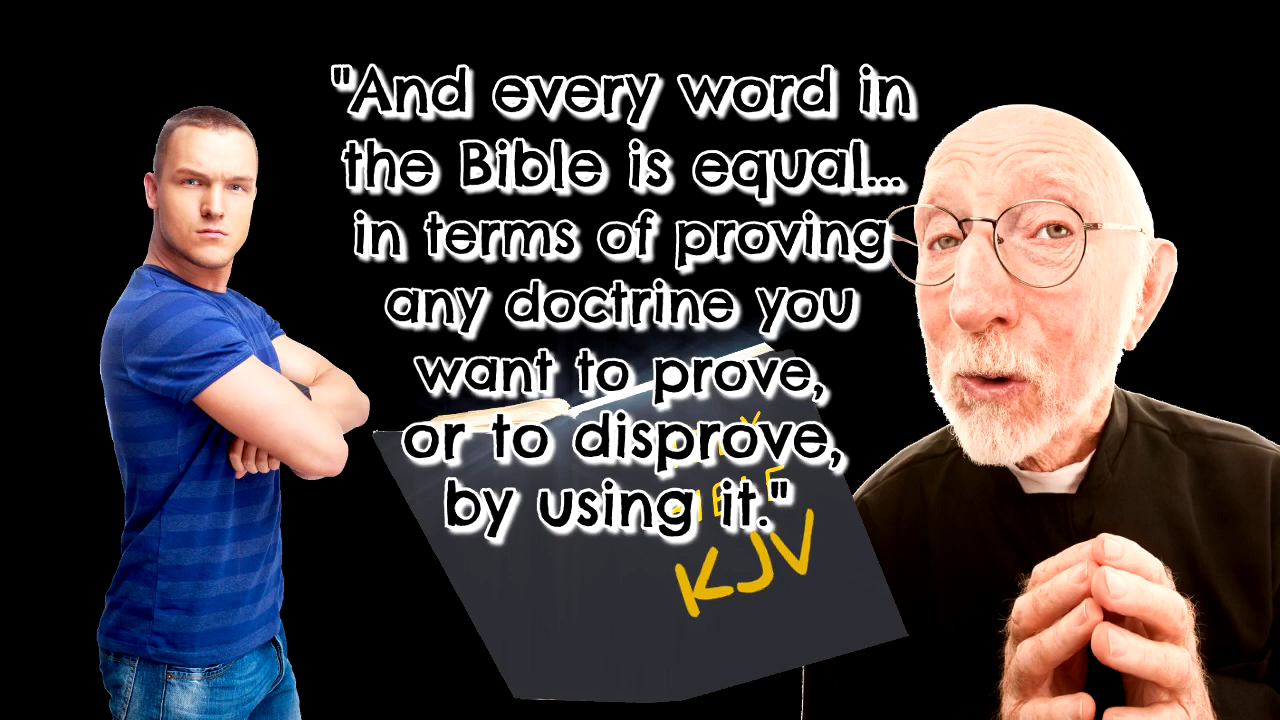 "And every word in
the Bible is equal...
in terms of proving
any doctrine you
want to prove,
or to disprove,
by using it."
KJV